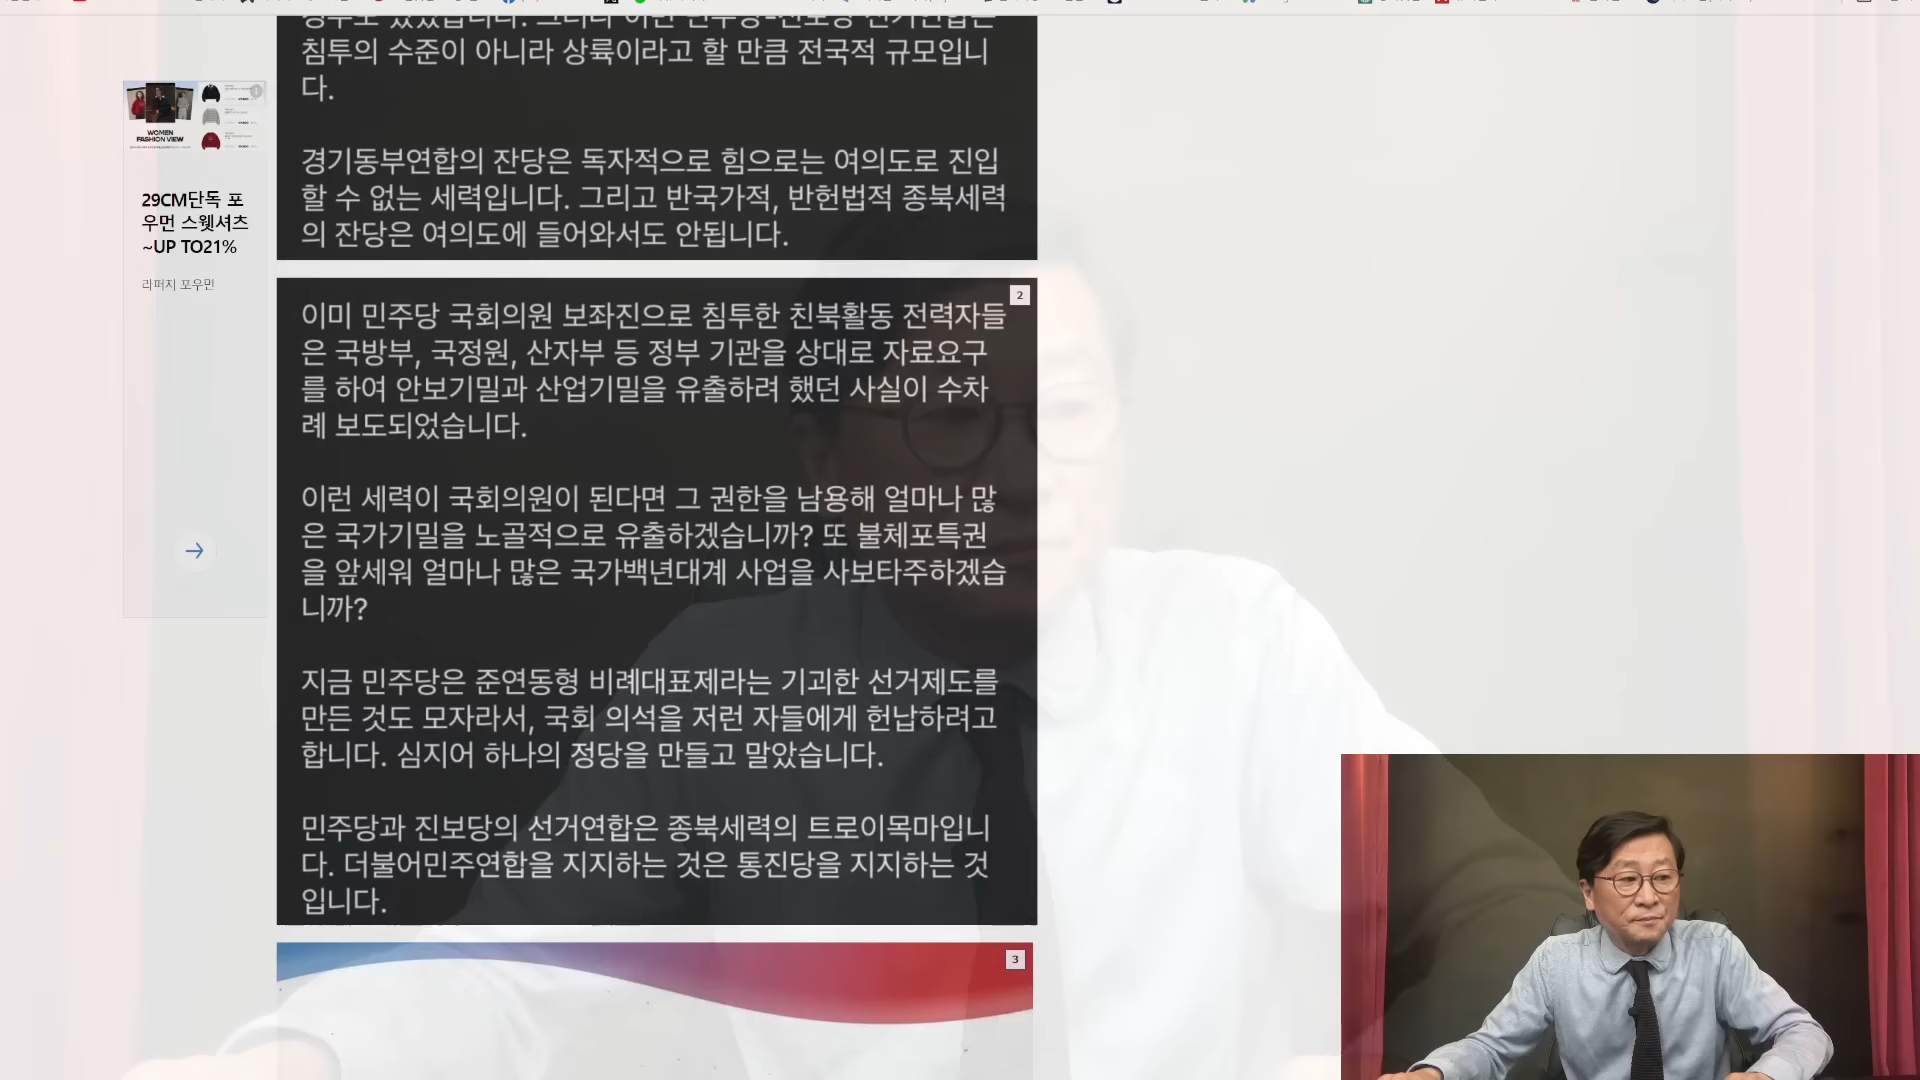 침투의 수준이 아니라 상륙이라고 할 만큼 전국적 규모입니
다.
경기동부연합의 잔당은 독자적으로 힘으로는 여의도로 진입
할 수 없는 세력입니다. 그리고 반국가적, 반헌법적 종북세력
의 잔당은 여의도에 들어와서도 안됩니다.
WOMEN
FASHION VIEW
29CM단독 포
우먼 스웻셔츠
~UP TO21%
라퍼지 포우먼
2
이미 민주당 국회의원 보좌진으로 침투한 친북활동 전력자들
은 국방부, 국정원, 산자부 등 정부 기관을 상대로 자료요구
를 하여 안보기밀과 산업기밀을 유출하려 했던 사실이 수차
례 보도되었습니다.
이런 세력이 국회의원이 된다면 그 권한을 남용해 얼마나 많
은 국가기밀을 노골적으로 유출하겠습니까? 또 불체포특권
을 앞세워 얼마나 많은 국가백년대계 사업을 사보타주하겠습
니까?
지금 민주당은 준연동형 비례대표제라는 기괴한 선거제도를
만든 것도 모자라서, 국회 의석을 저런 자들에게 헌납하려고
합니다. 심지어 하나의 정당을 만들고 말았습니다.
민주당과 진보당의 선거연합은 종북세력의 트로이목마입니
다. 더불어민주연합을 지지하는 것은 통진당을 지지하는 것
입니다.
3